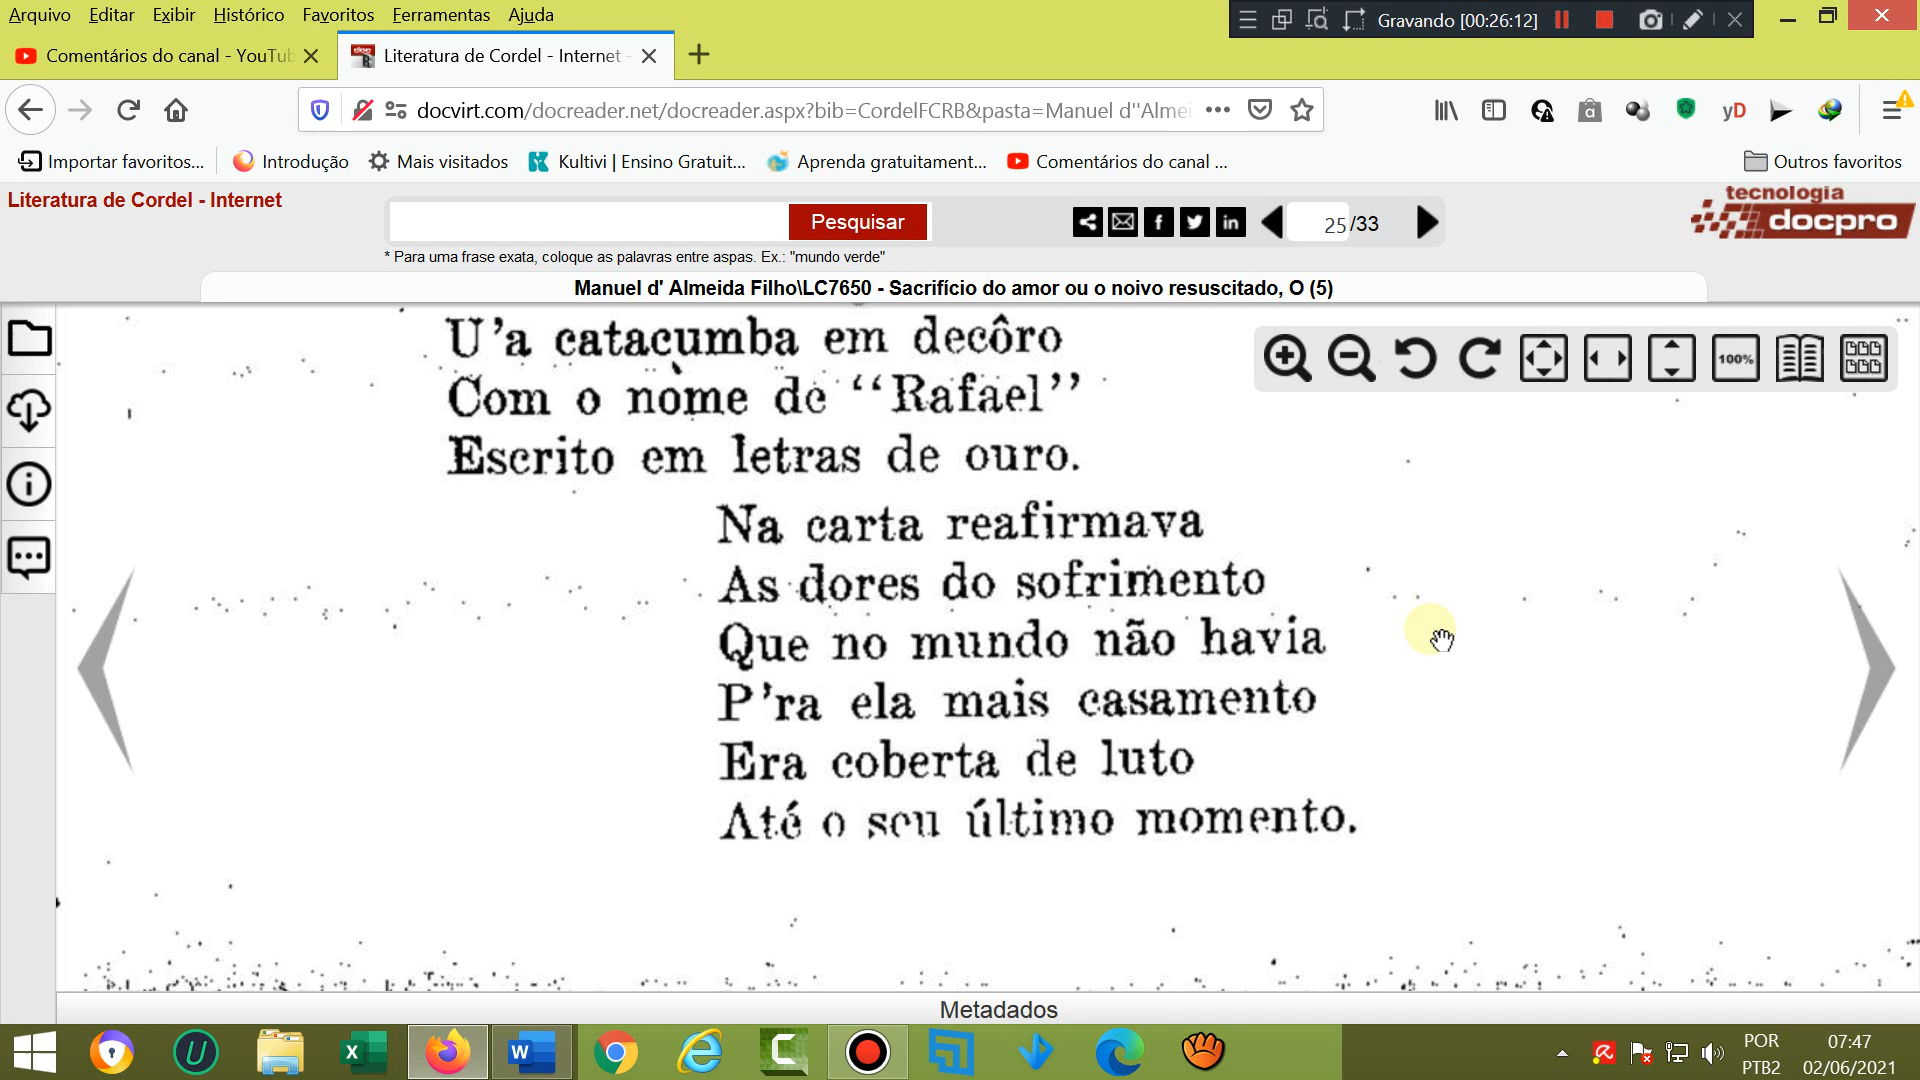 Arquivo Editar Exibir Histórico Favoritos Ferramentas Ajuda
Gravando [00:26:12]
Comentários do canal - YouTub
Literatura de Cordel - Internet -
docvirt.com/docreader.net/docreader.aspx?bib=CordelFCRB&pasta=Manuel d''Almei
Importar favoritos... Introdução Mais visitados Kultivi | Ensino Gratuit... Aprenda gratuitament... Comentários do canal ... Outros favoritos
Literatura de Cordel - Internet
Pesquisar
25 /33
tecnologia
docpro
* Para uma frase exata, coloque as palavras entre aspas. Ex.: "mundo verde"
Manuel d' Almeida Filho\LC7650 - Sacrifício do amor ou o noivo resuscitado, O (5)
100%
U'a catacumba em decôro
Com o nome de "Rafael"
Escrito em letras de ouro.
Na carta reafirmava
As dores do sofrimento
Que no mundo não havia
P'ra ela mais casamento
Era coberta de luto
Até o seu último momento.
Metadados
POR
PTB2
07:47
02/06/2021